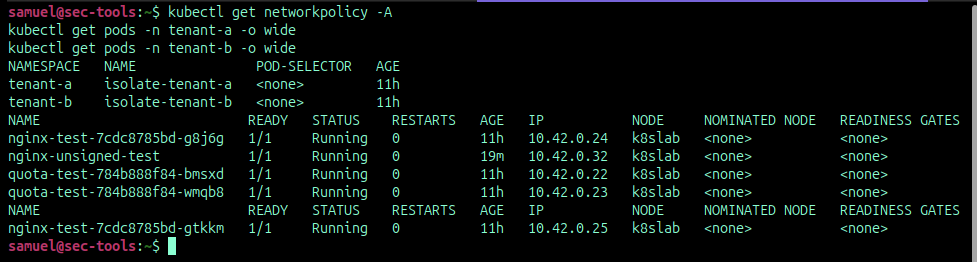 samuel@sec-tools:~$ kubectl get networkpolicy -A
kubectl get pods -n tenant-a -o wide
kubectl get pods -n tenant-b -o wide
NAMESPACE   NAME               POD-SELECTOR   AGE
tenant-a    isolate-tenant-a   <none>         11h
tenant-b    isolate-tenant-b   <none>         11h
NAME                          READY   STATUS    RESTARTS   AGE   IP           NODE     NOMINATED NODE   READINESS GATES
nginx-test-7cdc8785bd-g8j6g   1/1     Running   0          11h   10.42.0.24   k8slab   <none>           <none>
nginx-unsigned-test           1/1     Running   0          19m   10.42.0.32   k8slab   <none>           <none>
quota-test-784b888f84-bmsxd   1/1     Running   0          11h   10.42.0.22   k8slab   <none>           <none>
quota-test-784b888f84-wmqb8   1/1     Running   0          11h   10.42.0.23   k8slab   <none>           <none>
NAME                          READY   STATUS    RESTARTS   AGE   IP           NODE     NOMINATED NODE   READINESS GATES
nginx-test-7cdc8785bd-gtkkm   1/1     Running   0          11h   10.42.0.25   k8slab   <none>           <none>
samuel@sec-tools:~$